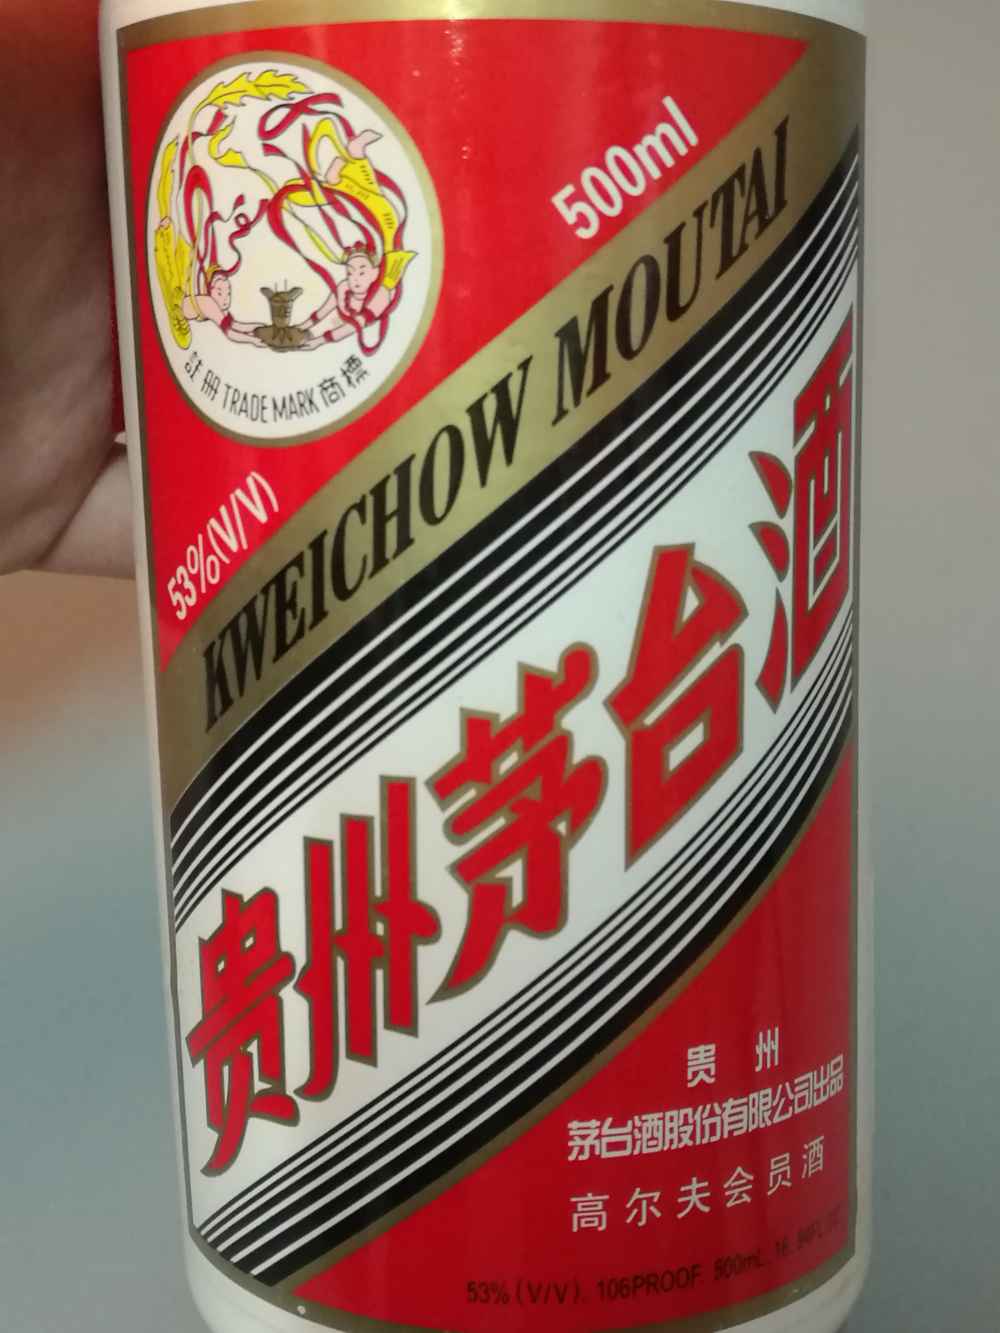 註册 TRADE MARK 商標
500ml
53%(V/V)
KWEICHOW MOUTAI
贵州茅台酒
贵州
茅台酒股份有限公司出品
高尔夫会员酒
53% (V/V). 106PROOF 500mL